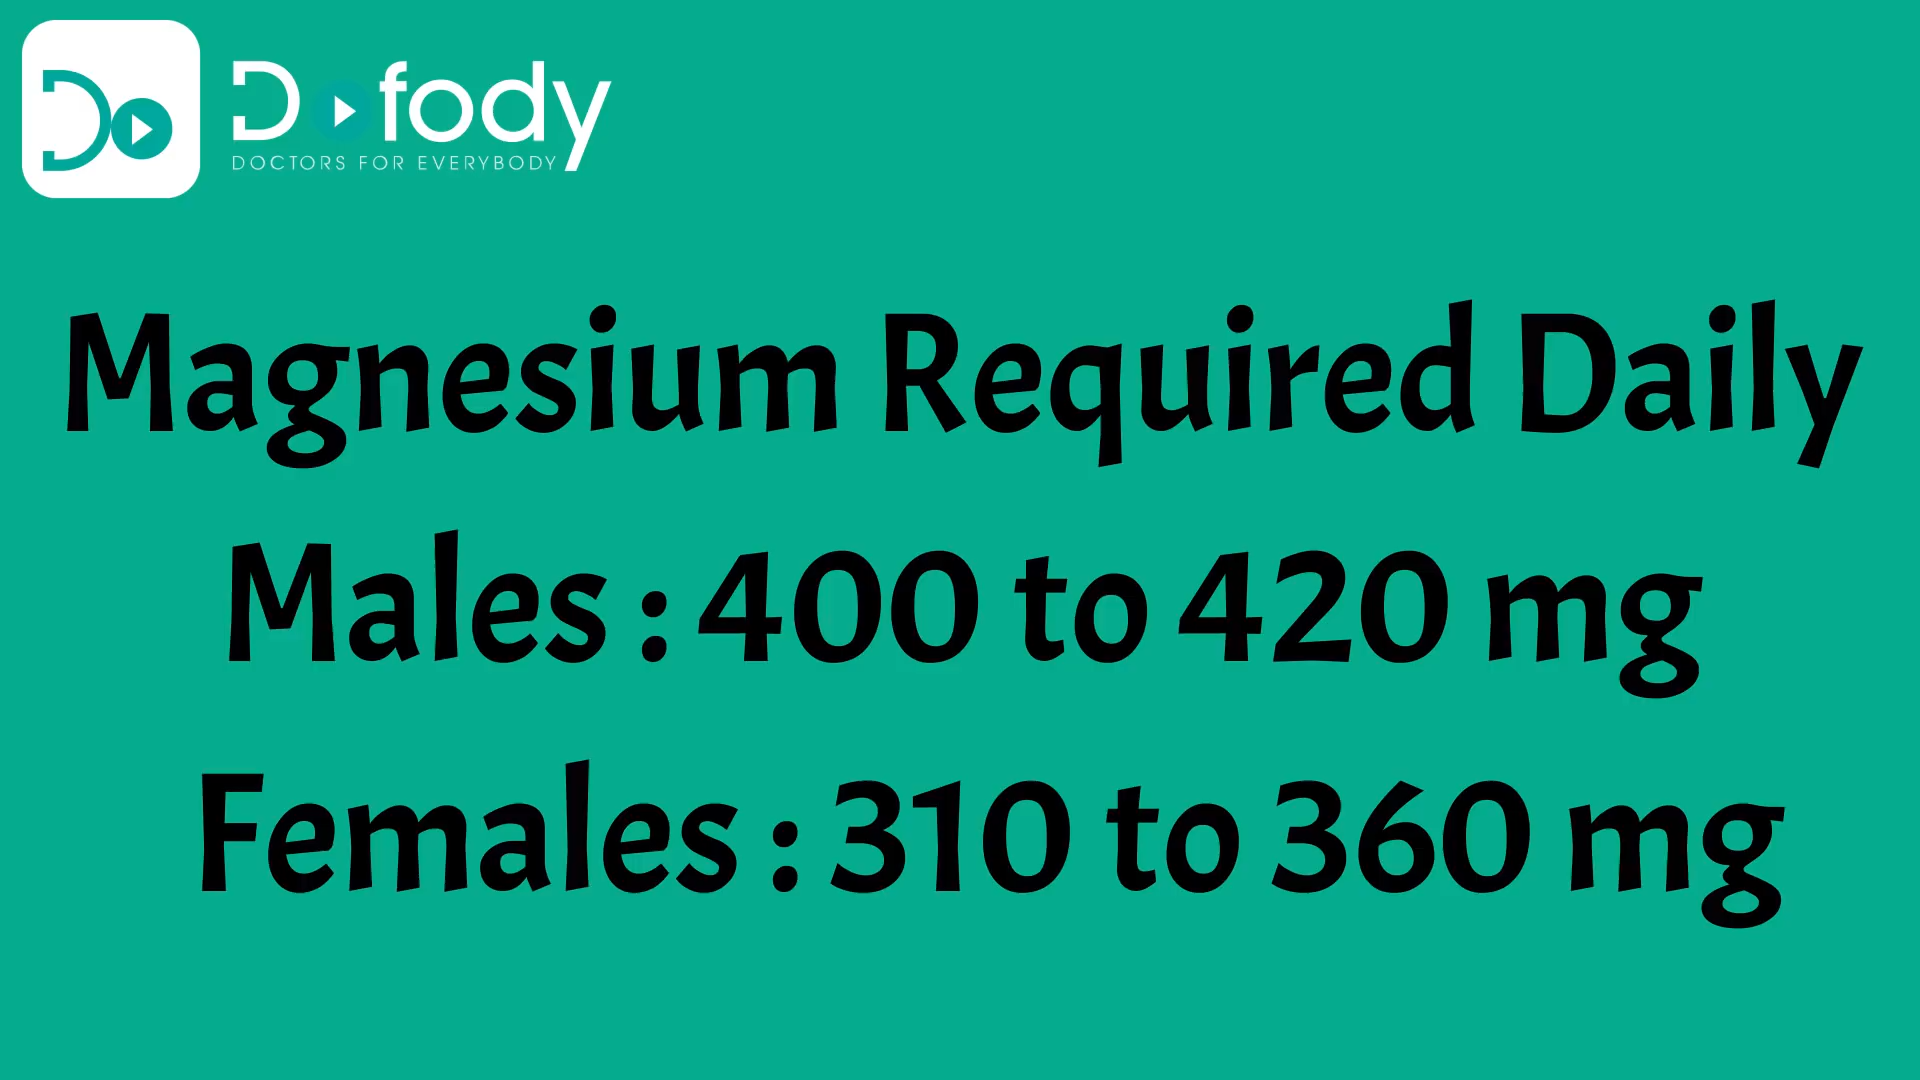 Dofody
DOCTORS FOR EVERYBODY
Magnesium Required Daily
Males : 400 to 420 mg
Females : 310 to 360 mg